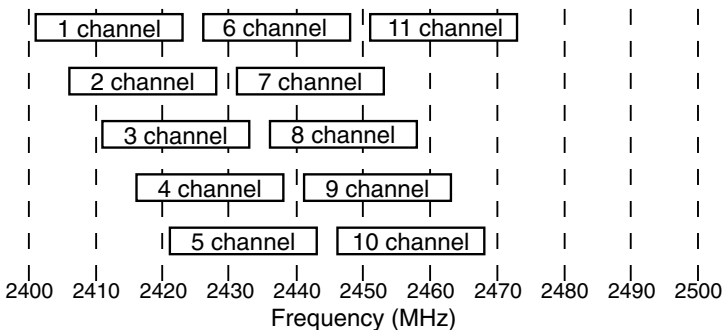 1 channel 6 channel 11 channel
2 channel 7 channel
3 channel 8 channel
4 channel 9 channel
5 channel 10 channel
2400 2410 2420 2430 2440 2450 2460 2470 2480 2490 2500
Frequency (MHz)